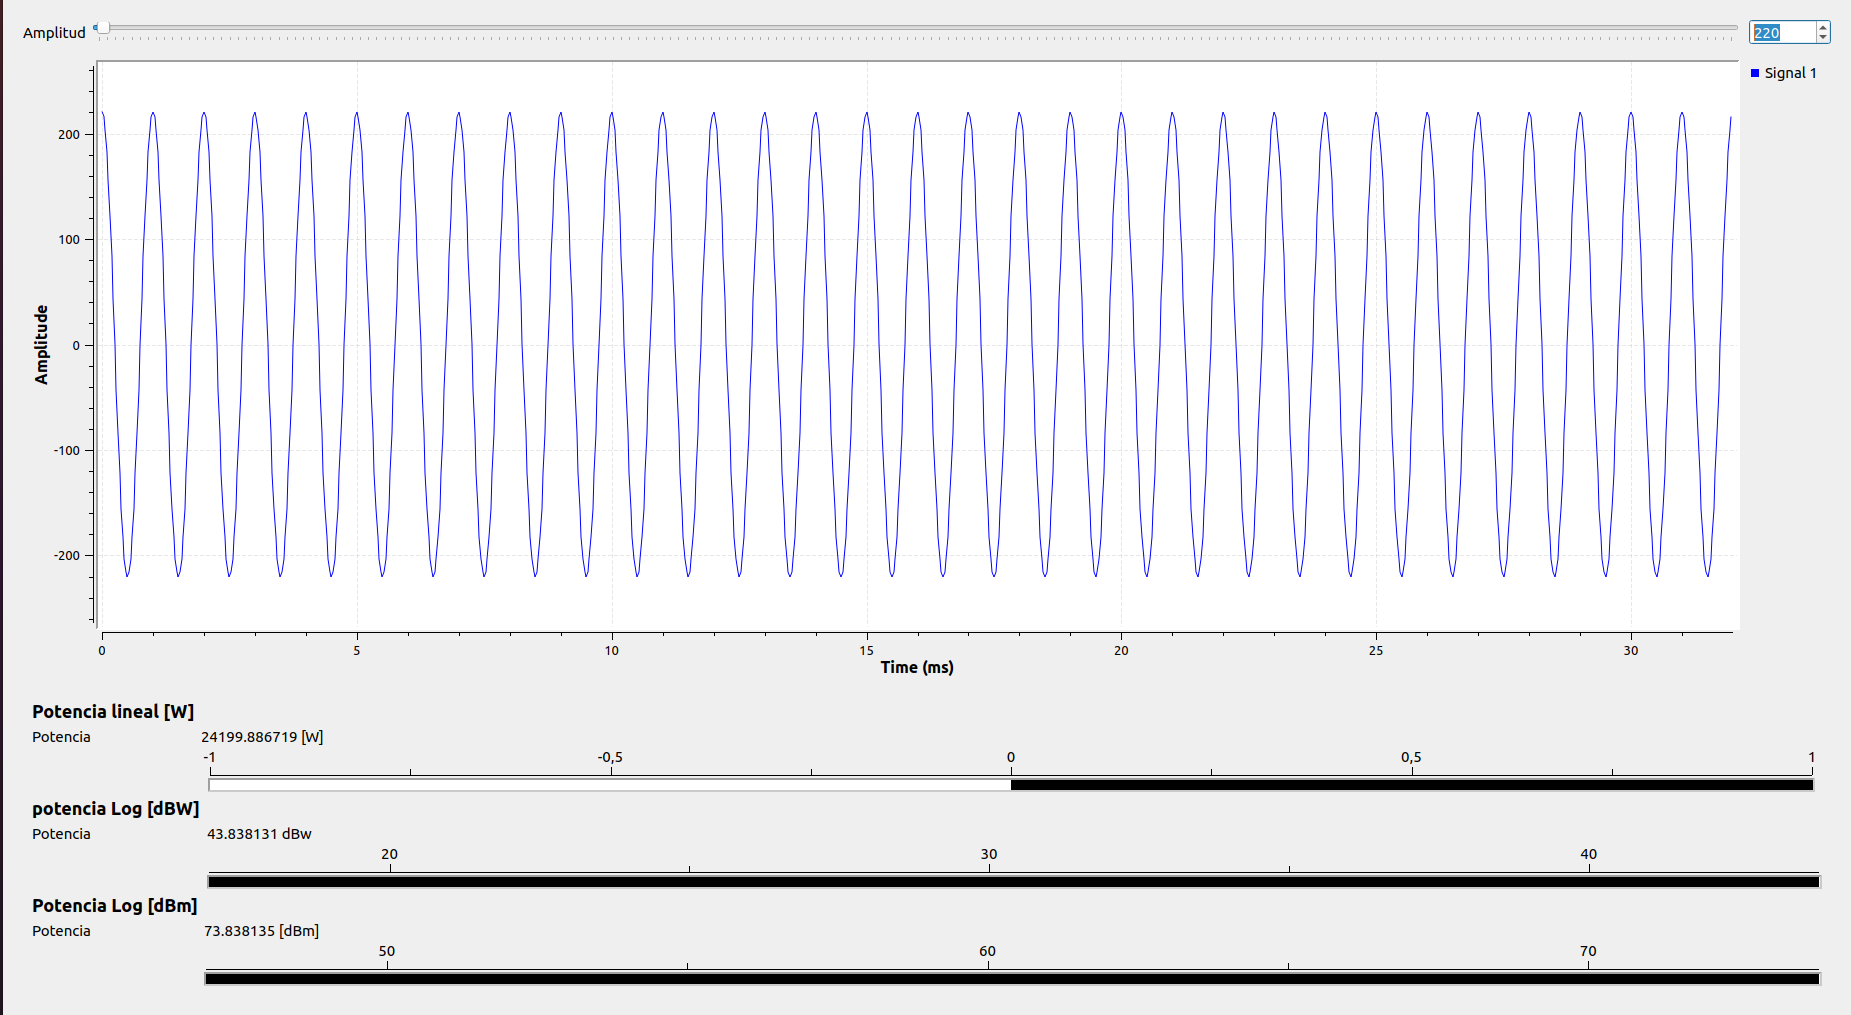 Amplitud
220
Signal 1
200
100
0
-100
-200
Amplitude
0 5 10 15 20 25 30
Time (ms)
Potencia lineal [W]
Potencia 24199.886719 [W]
-1 -0,5 0 0,5 1
potencia Log [dBW]
Potencia 43.838131 dBw
20 30 40
Potencia Log [dBm]
Potencia 73.838135 [dBm]
50 60 70